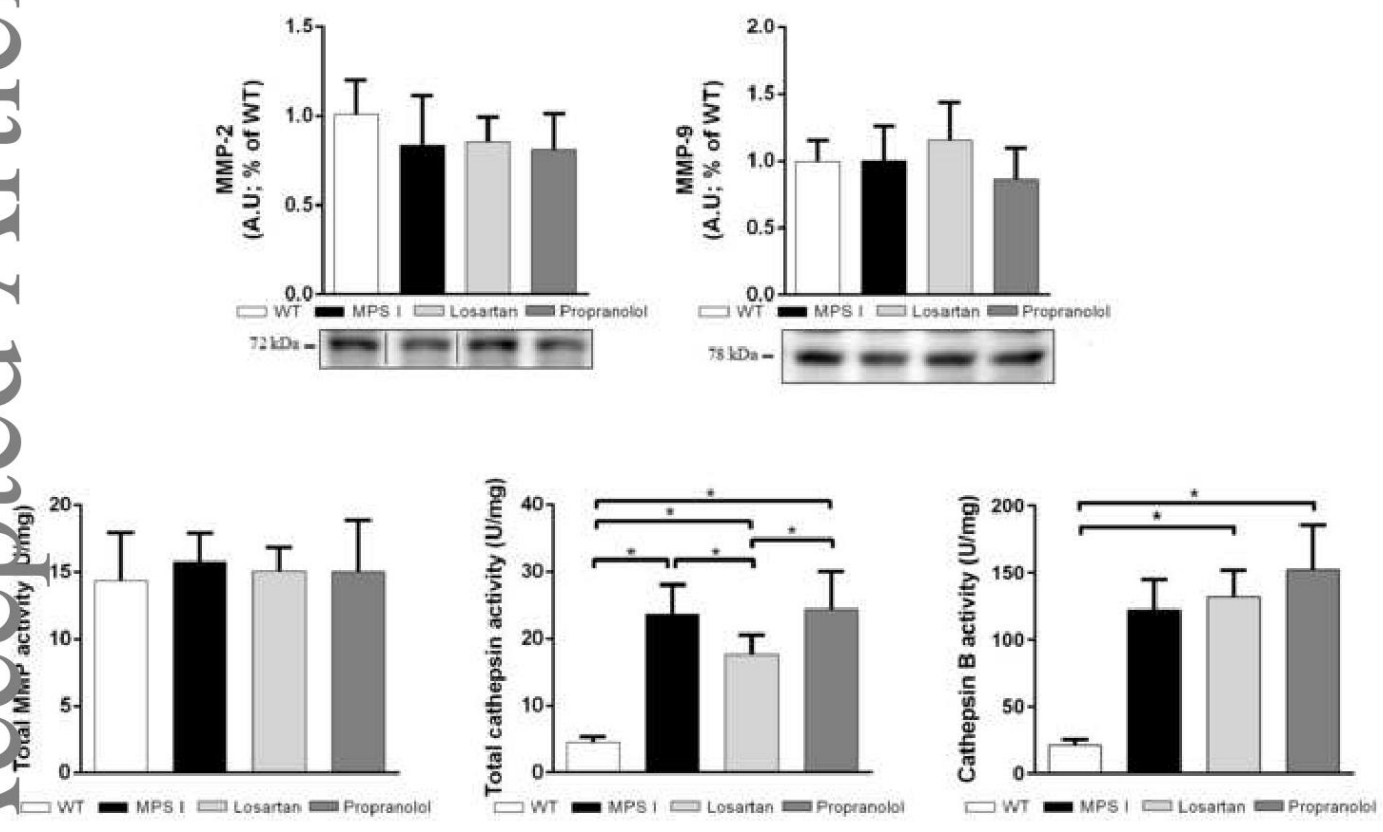 Accepted Article
1.5
1.0
0.5
0.0
MMP-2
(A.U; % of WT)
WT MPS I Losartan Propranolol
72 kDa
2.0
1.5
1.0
0.5
0.0
MMP-9
(A.U; % of WT)
WT MPS I Losartan Propranolol
78 kDa
20
15
10
5
0
Total MMP activity U/mg)
WT MPS I Losartan Propranolol
40
30
20
10
0
Total cathepsin activity (U/mg)
* * * * *
WT MPS I Losartan Propranolol
200
150
100
50
0
Cathepsin B activity (U/mg)
* *
WT MPS I Losartan Propranolol